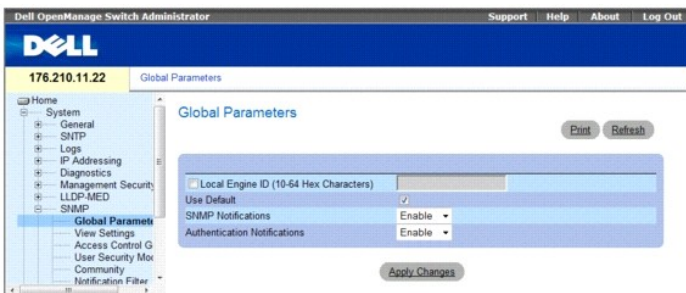 Dell OpenManage Switch Administrator
Support Help About Log Out
DELL
176.210.11.22
Global Parameters
Home
System
General
SNTP
Logs
IP Addressing
Diagnostics
Management Security
LLDP-MED
SNMP
Global Paramete
View Settings
Access Control G
User Security Mod
Community
Notification Filter
Global Parameters
Print Refresh
Local Engine ID (10-64 Hex Characters)
Use Default
SNMP Notifications Enable
Authentication Notifications Enable
Apply Changes